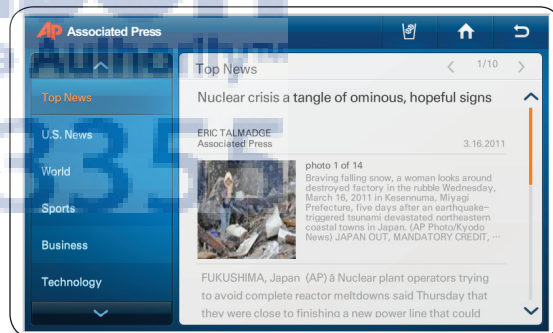 AP Associated Press
Top News
U.S. News
World
Sports
Business
Technology
Top News
1/10
Nuclear crisis a tangle of ominous, hopeful signs
ERIC TALMADGE
Associated Press
3.16.2011
photo 1 of 14
Braving falling snow, a woman looks around
destroyed factory in the rubble Wednesday,
March 16, 2011 in Kesennuma, Miyagi
Prefecture, five days after an earthquake-
triggered tsunami devastated northeastern
coastal towns in Japan. (AP Photo/Kyodo
News) JAPAN OUT, MANDATORY CREDIT, ···
FUKUSHIMA, Japan (AP) â Nuclear plant operators trying
to avoid complete reactor meltdowns said Thursday that
they were close to finishing a new power line that could